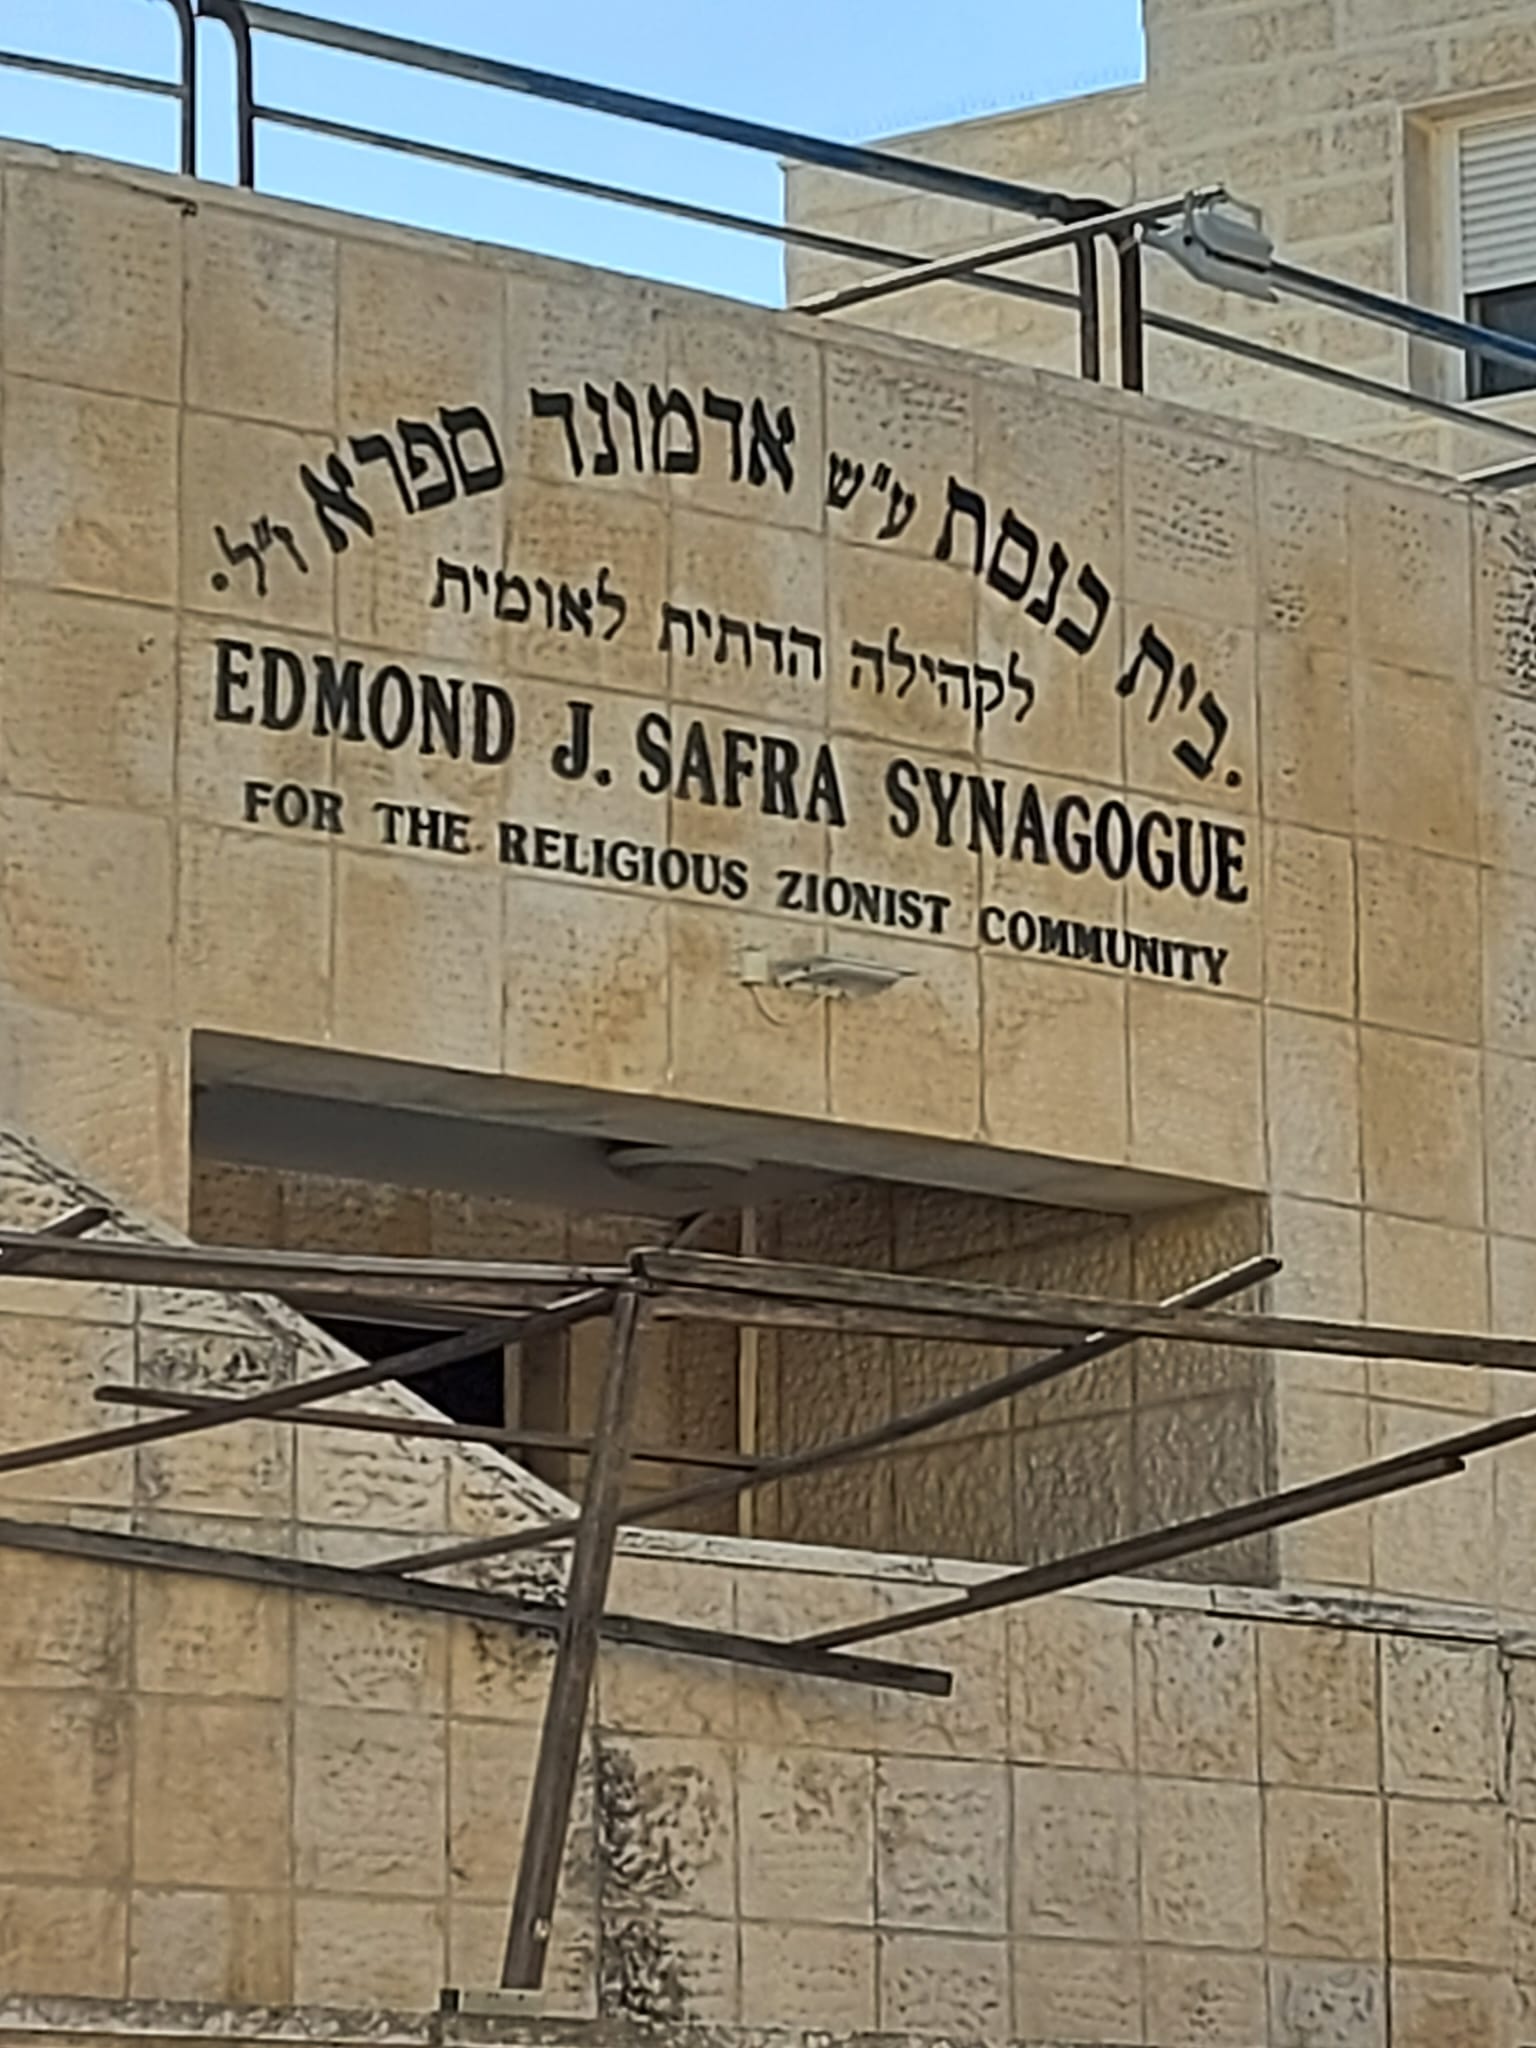 .בית כנסת ע"ש אדמונד ספרא ז"ל.
לקהילה הדתית לאומית
EDMOND J. SAFRA SYNAGOGUE
FOR THE RELIGIOUS ZIONIST COMMUNITY